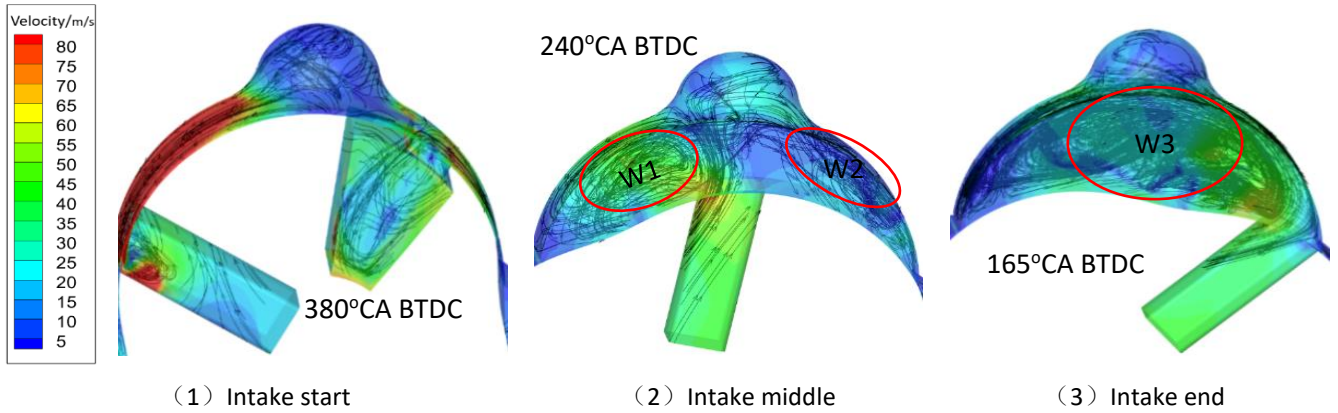 Velocity/m/s
80
75
70
65
60
55
50
45
40
35
30
25
20
15
10
5
380°CA BTDC
（1）Intake start
240°CA BTDC
W1
W2
（2）Intake middle
W3
165°CA BTDC
（3）Intake end